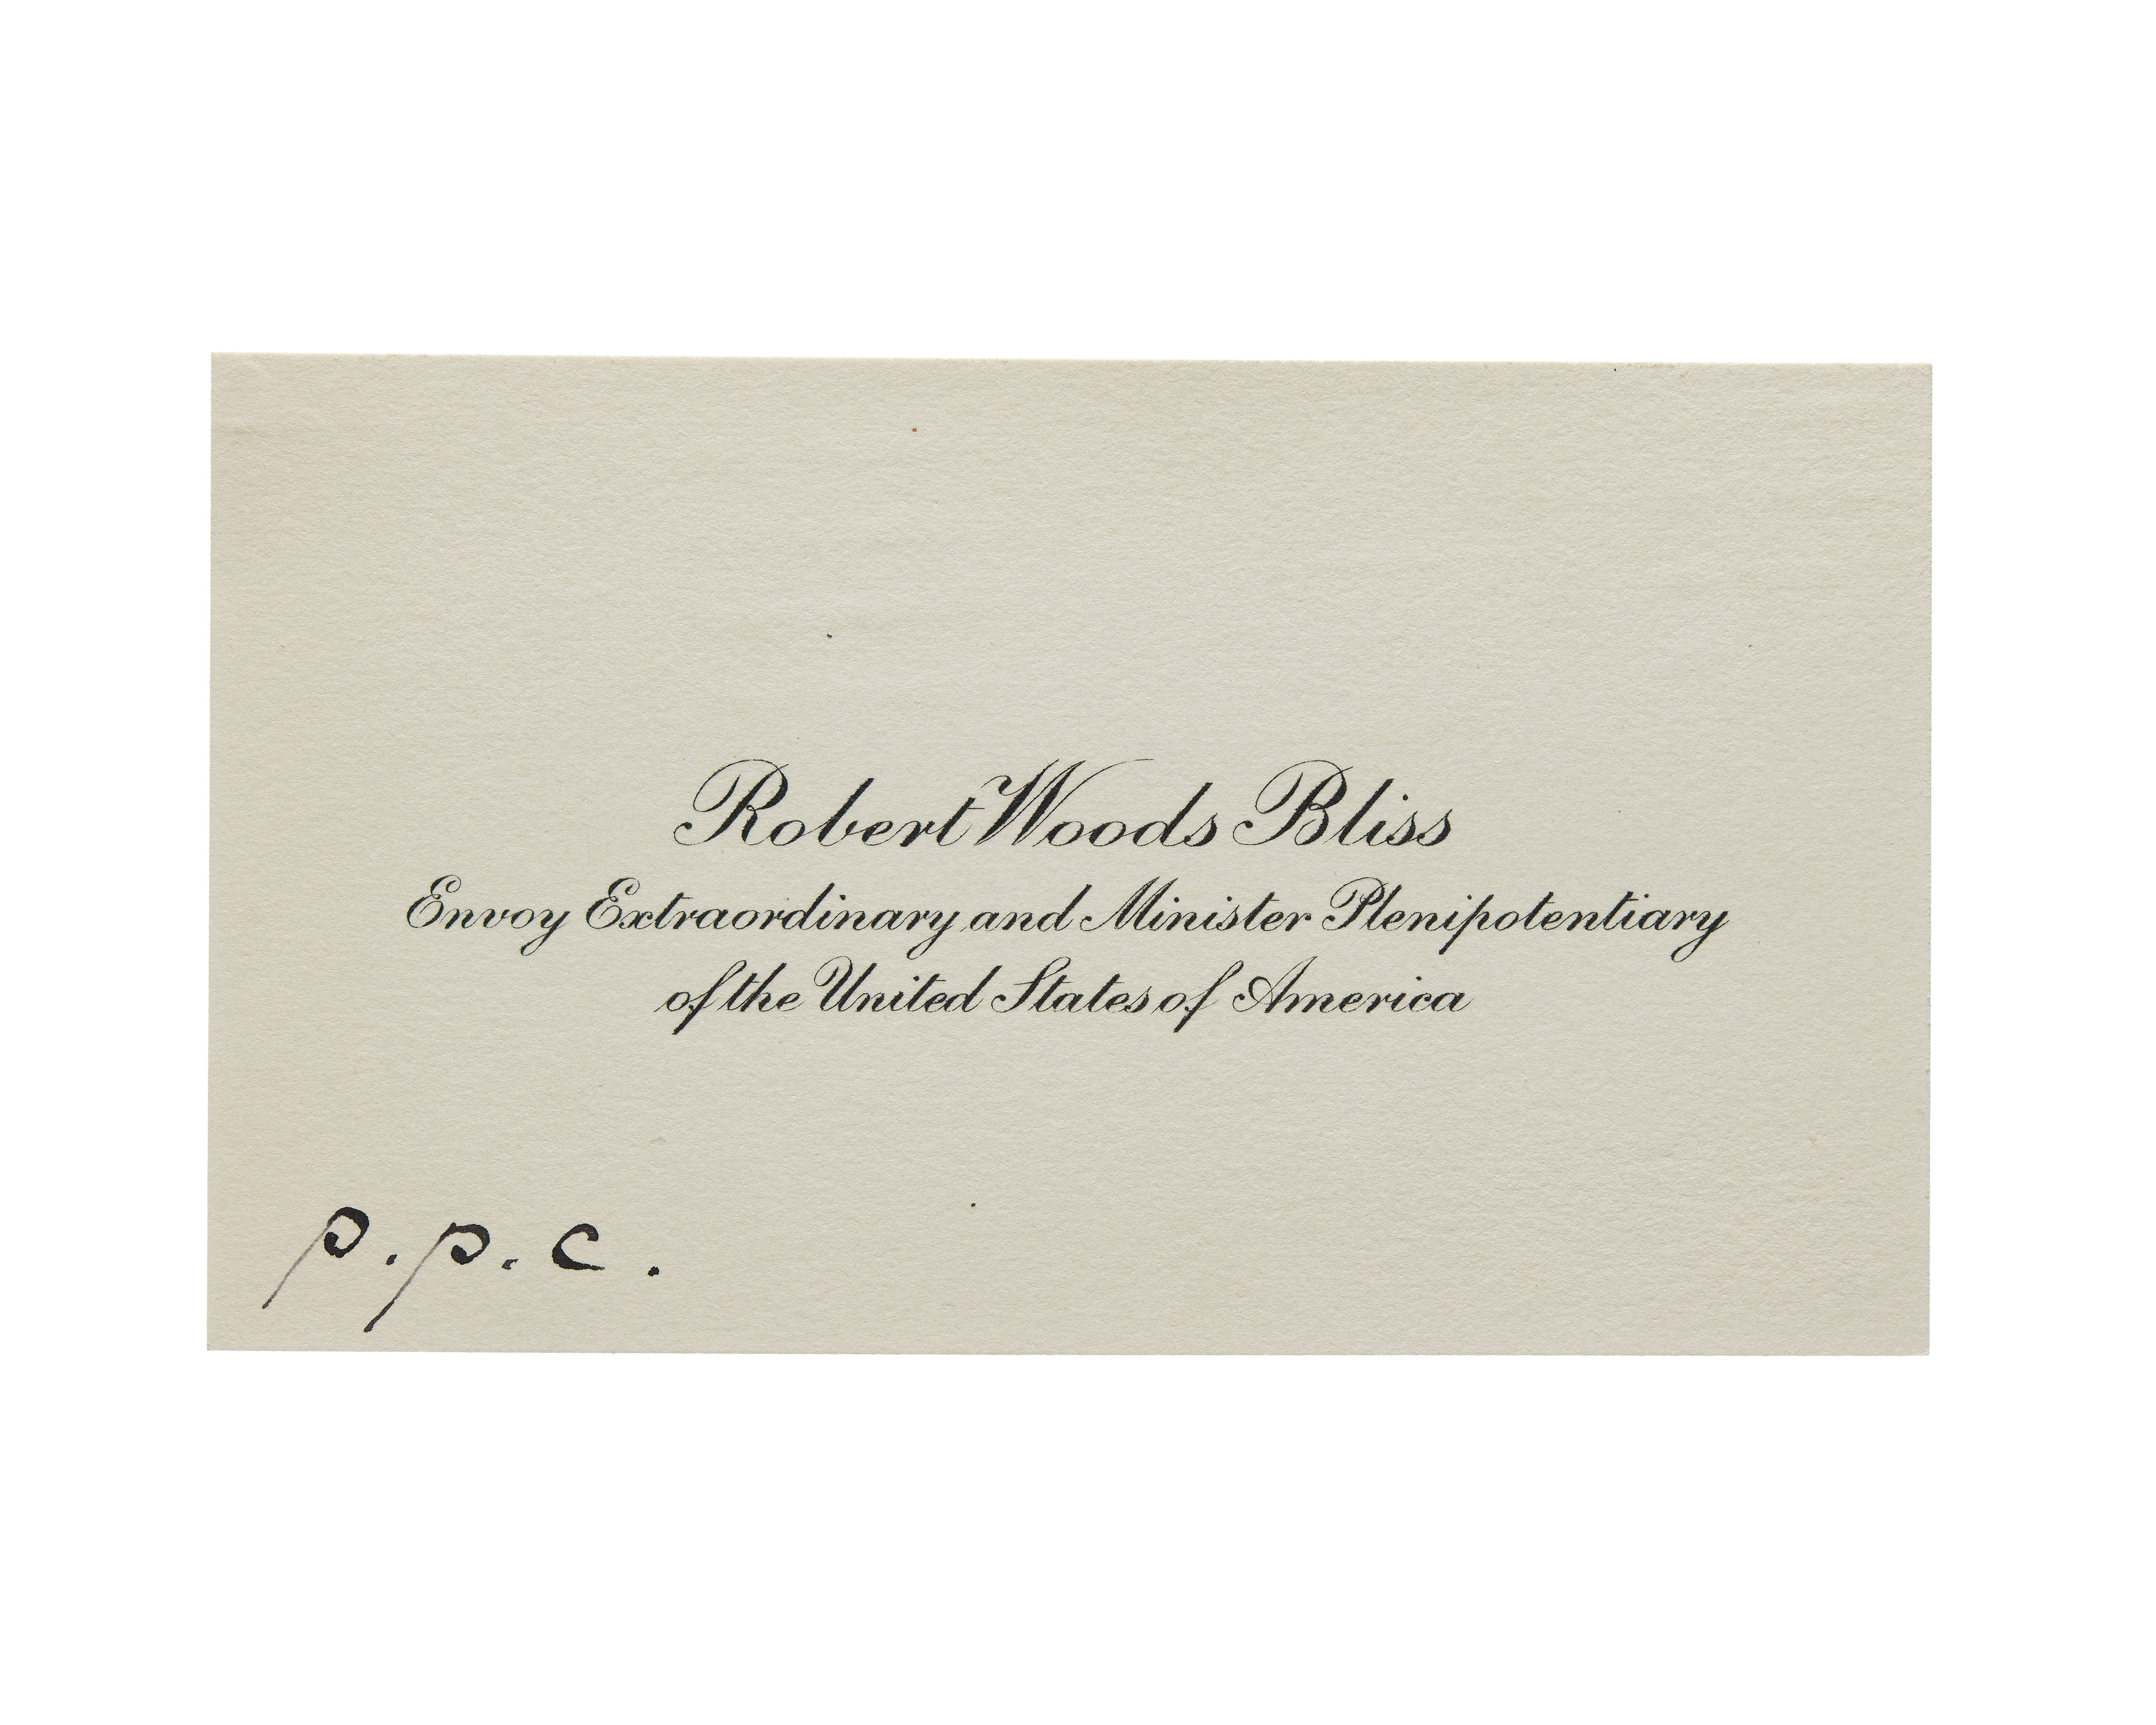 Robert Woods Bliss
Envoy Extraordinary and Minister Plenipotentiary
of the United States of America
p.p.c.